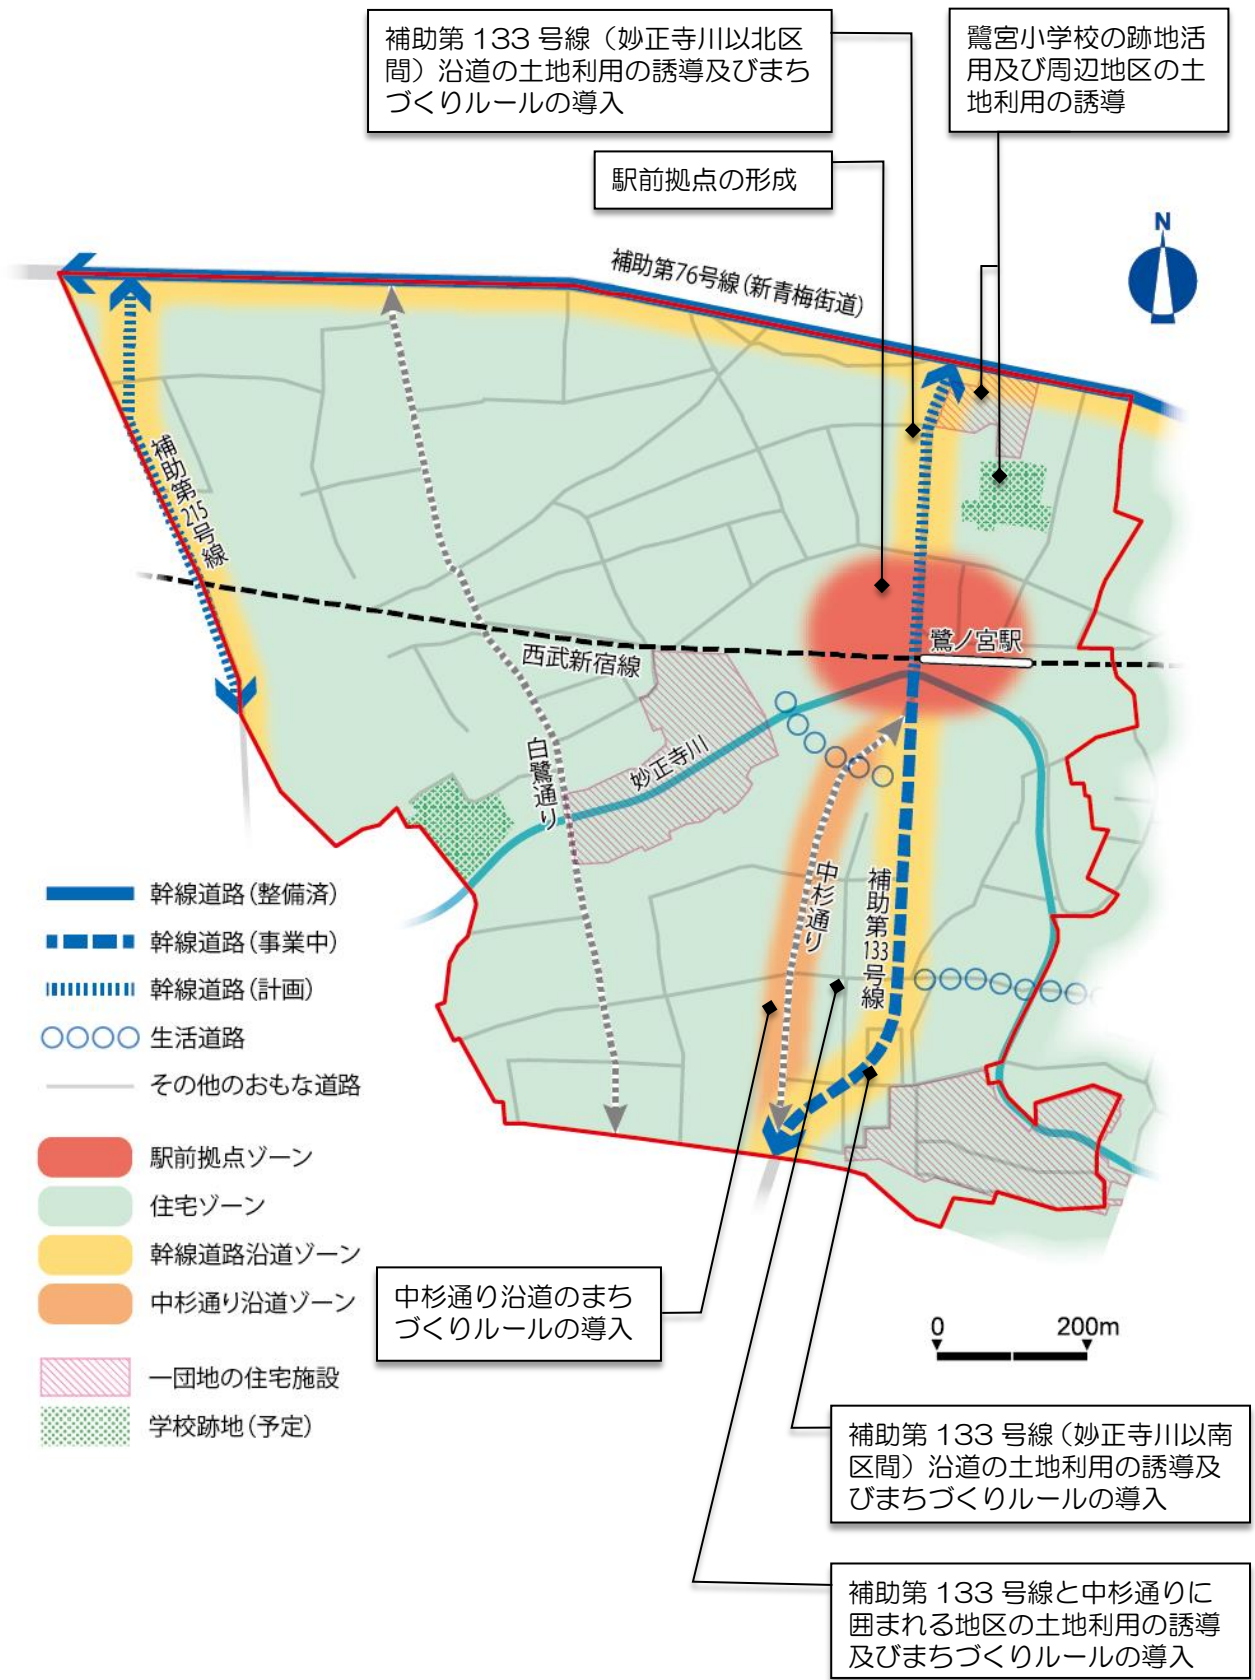 補助第 133 号線（妙正寺川以北区
間）沿道の土地利用の誘導及びまち
づくりルールの導入
鷺宮小学校の跡地活
用及び周辺地区の土
地利用の誘導
駅前拠点の形成
N
補助第76号線（新青梅街道）
補助第215号線
鷺ノ宮駅
西武新宿線
白鷺通り
妙正寺川
中杉通り
補助第133号線
幹線道路（整備済）
幹線道路（事業中）
幹線道路（計画）
生活道路
その他のおもな道路
駅前拠点ゾーン
住宅ゾーン
幹線道路沿道ゾーン
中杉通り沿道ゾーン
一団地の住宅施設
学校跡地（予定）
中杉通り沿道のまち
づくりルールの導入
0 200m
補助第 133 号線（妙正寺川以南
区間）沿道の土地利用の誘導及
びまちづくりルールの導入
補助第 133 号線と中杉通りに
囲まれる地区の土地利用の誘導
及びまちづくりルールの導入